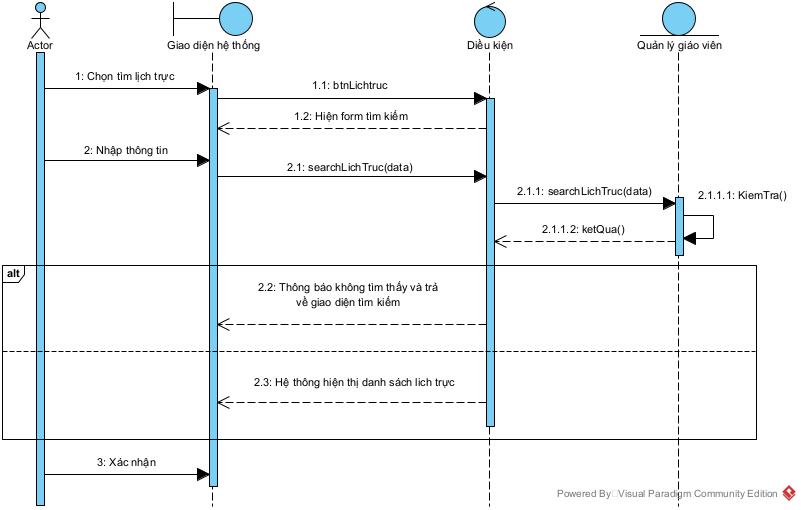 Actor
Giao diện hệ thống
Diều kiện
Quản lý giáo viên
1: Chọn tìm lịch trực
1.1: btnLichtruc
1.2: Hiện form tìm kiếm
2: Nhập thông tin
2.1: searchLichTruc(data)
2.1.1: searchLichTruc(data)
2.1.1.1: KiemTra()
2.1.1.2: ketQua()
alt
2.2: Thông báo không tìm thấy và trả
về giao diện tìm kiếm
2.3: Hệ thông hiện thị danh sách lich trực
3: Xác nhận
Powered By Visual Paradigm Community Edition